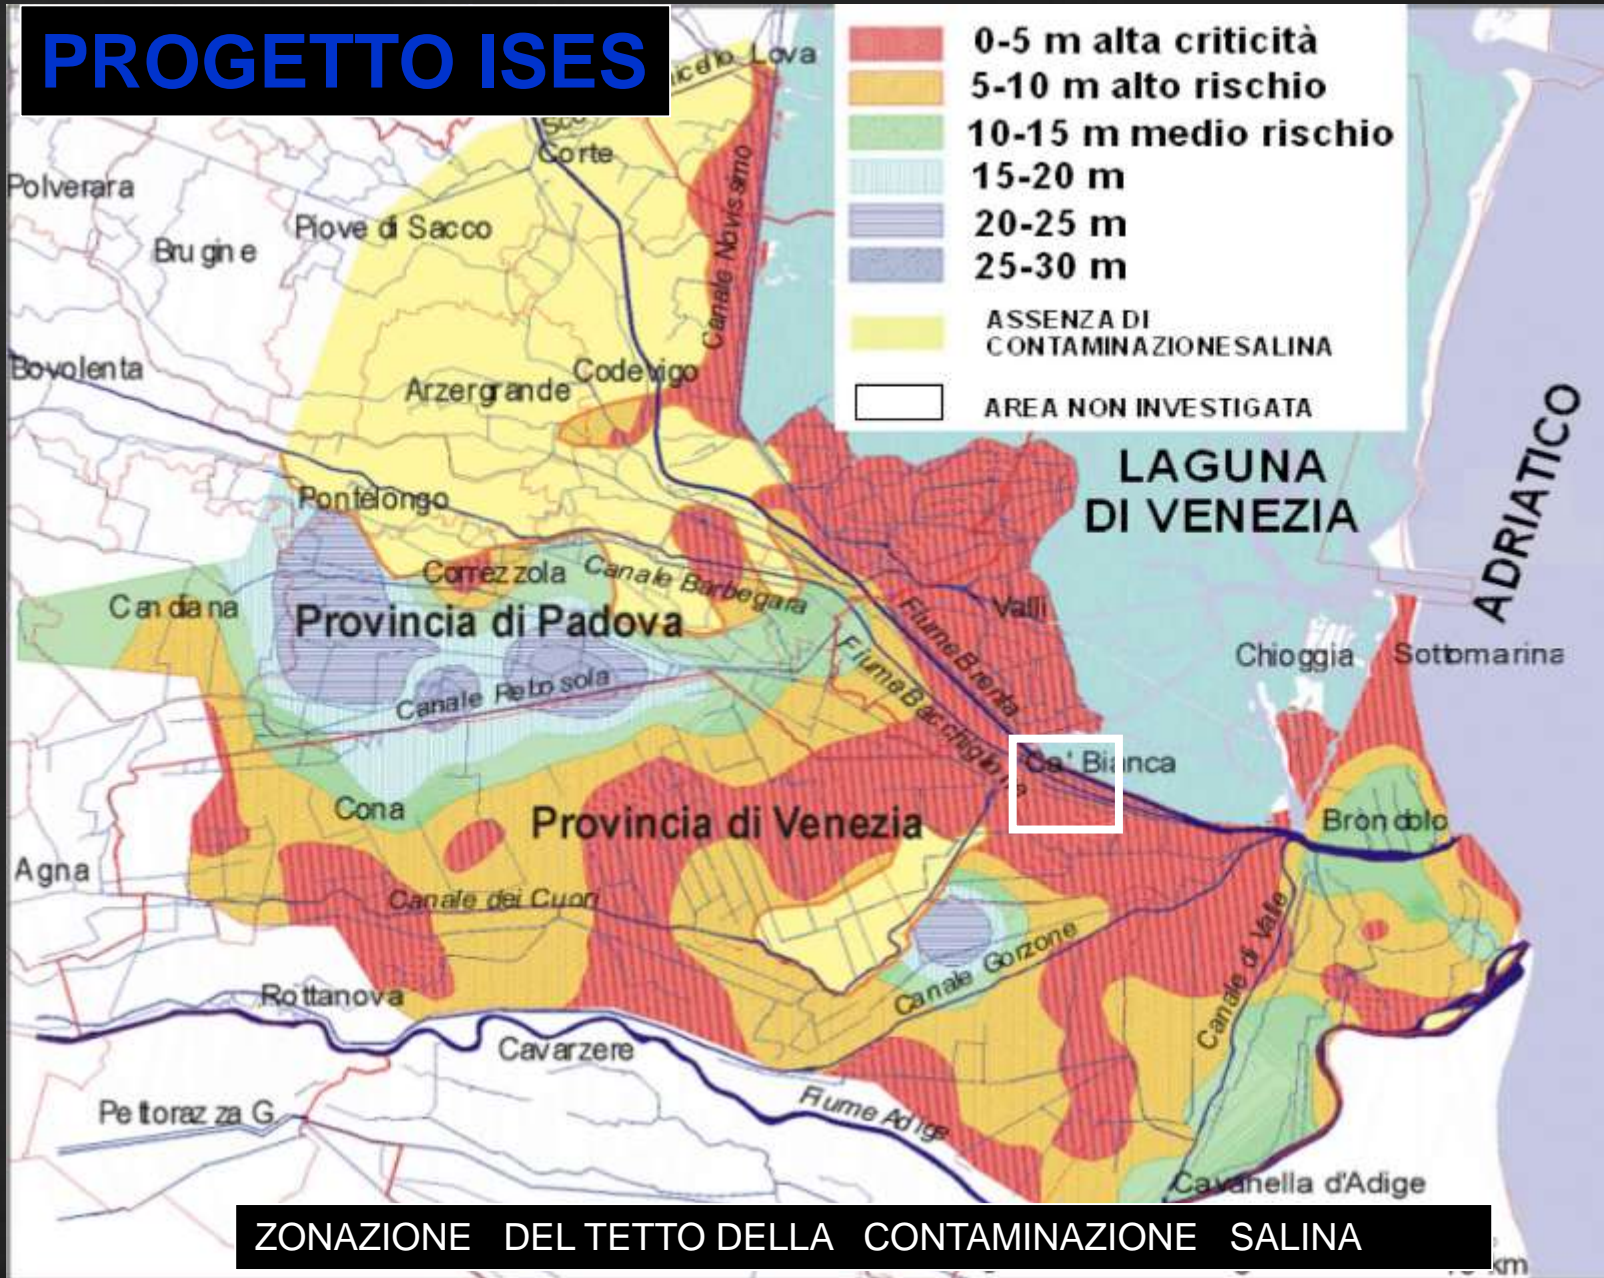 PROGETTO ISES
Lova
0-5 m alta criticità
5-10 m alto rischio
10-15 m medio rischio
15-20 m
20-25 m
25-30 m
ASSENZA DI
CONTAMINAZIONE SALINA
AREA NON INVESTIGATA
Corte
Polverara
Piove di Sacco
Brugine
Canale Novissimo
Bovolenta
Arzergrande
Codevigo
LAGUNA
DI VENEZIA
ADRIATICO
Pontelongo
Correzzola
Canale Barbegara
Candiana
Provincia di Padova
Fiume Brenta
Valli
Fiume Bacchiglione
Chioggia
Sottomarina
Canale Rebosola
Ca' Bianca
Cona
Provincia di Venezia
Bròndolo
Agna
Canale dei Cuori
Canale Gorzone
Canale di Valle
Rottanova
Cavarzere
Pettorazza G.
Fiume Adige
Cavanella d'Adige
ZONAZIONE DEL TETTO DELLA CONTAMINAZIONE SALINA
km